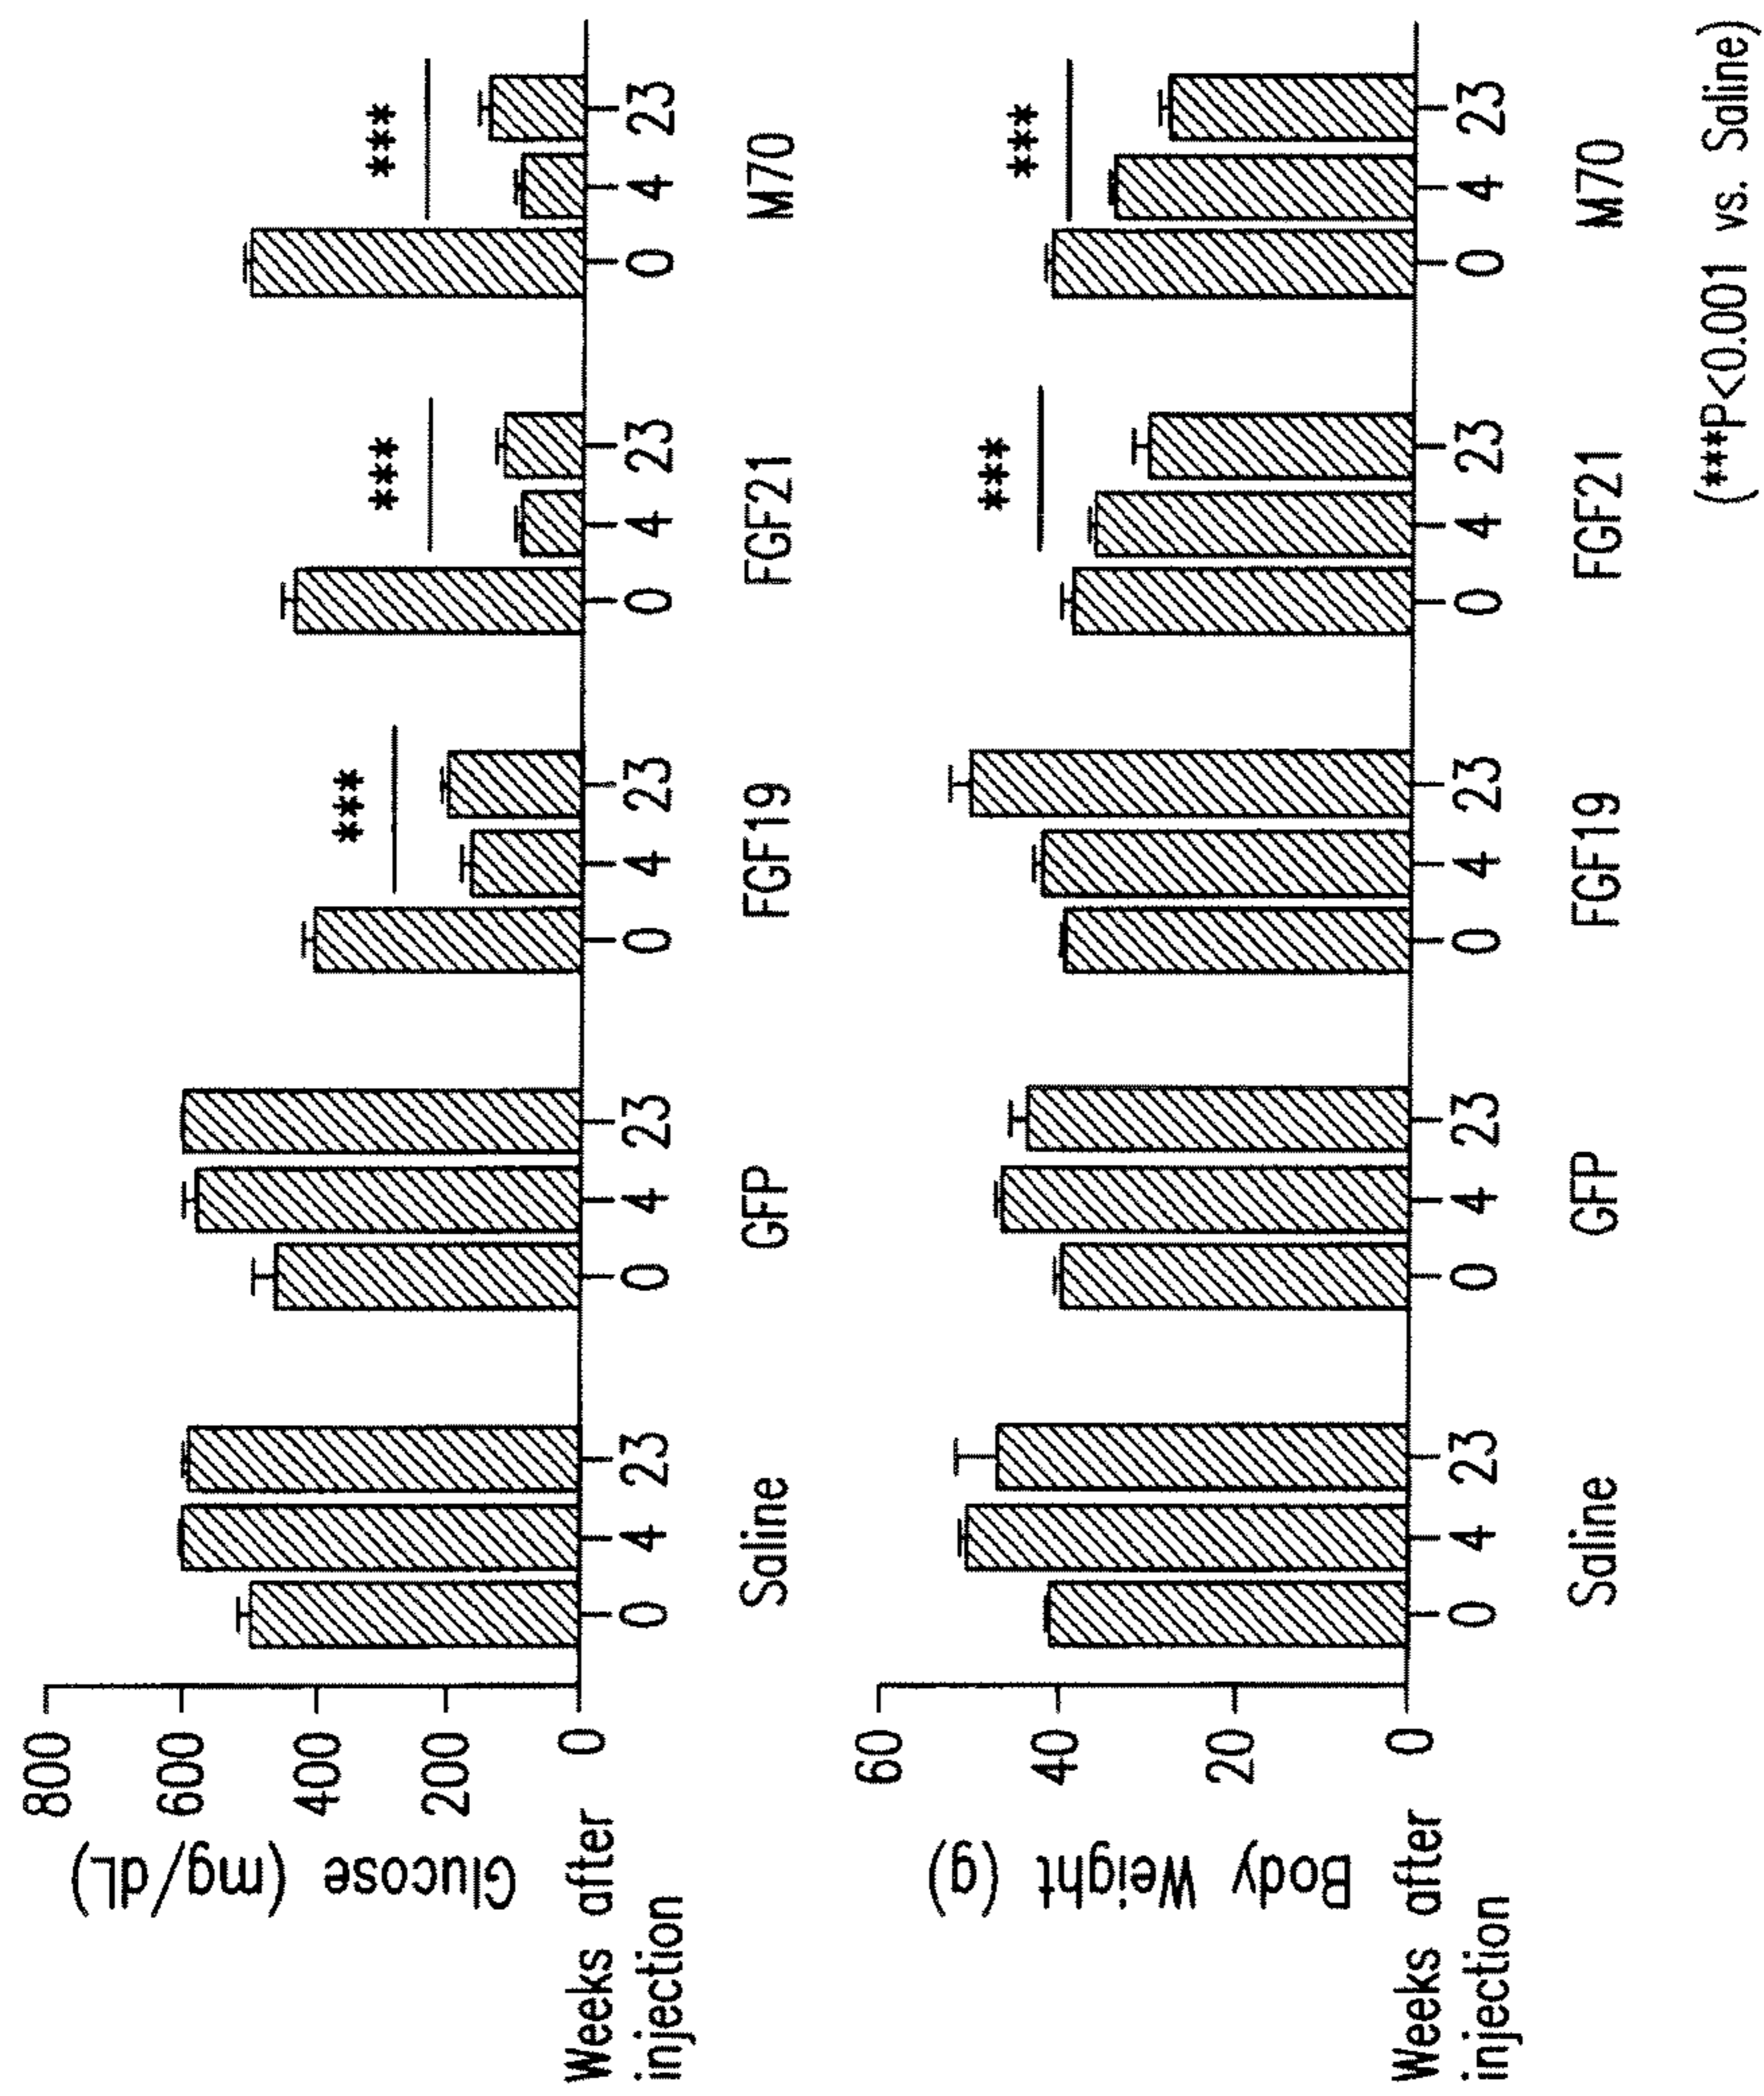 Glucose (mg/dL)
800
600
400
200
0
Weeks after
injection
0 4 23 0 4 23 0 4 23 0 4 23 0 4 23
Saline GFP FGF19 FGF21 M70
*** *** ***
Body Weight (g)
60
40
20
0
Weeks after
injection
0 4 23 0 4 23 0 4 23 0 4 23 0 4 23
Saline GFP FGF19 FGF21 M70
*** ***
(***P<0.001 vs. Saline)